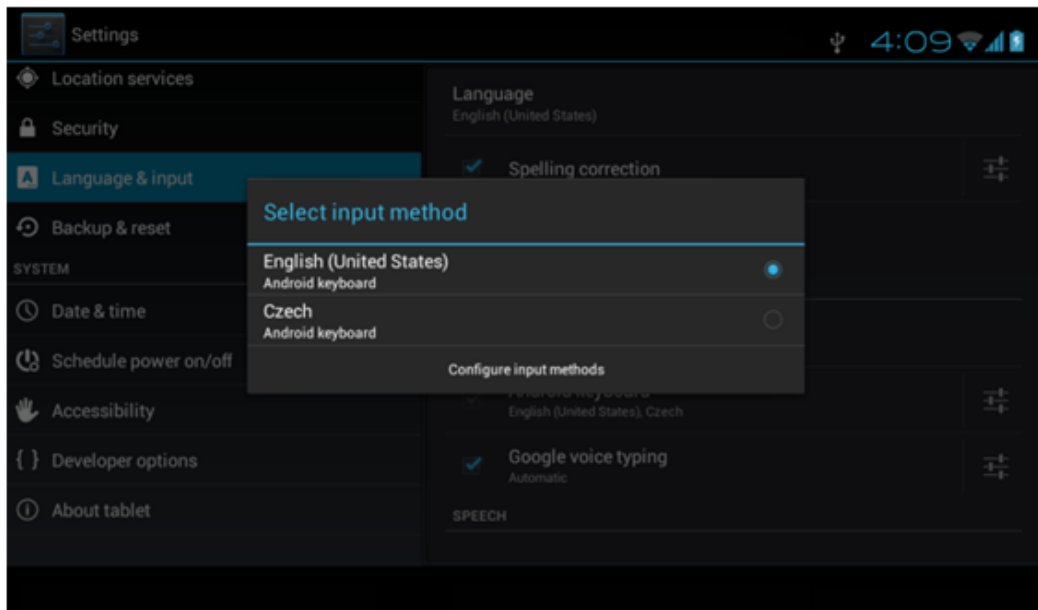 Settings
4:09
Location services
Security
Language & input
Backup & reset
SYSTEM
Date & time
Schedule power on/off
Accessibility
{ } Developer options
About tablet
Language
English (United States)
Spelling correction
Select input method
English (United States)
Android keyboard
Czech
Android keyboard
Configure input methods
Android keyboard
English (United States), Czech
Google voice typing
Automatic
SPEECH